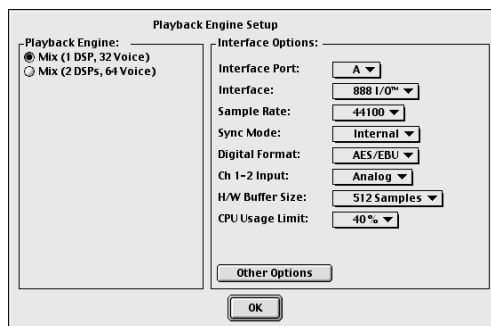 Playback Engine Setup
Playback Engine:
Mix (1 DSP, 32 Voice)
Mix (2 DSPs, 64 Voice)
Interface Options:
Interface Port: A
Interface: 888 I/O™
Sample Rate: 44100
Sync Mode: Internal
Digital Format: AES/EBU
Ch 1-2 Input: Analog
H/W Buffer Size: 512 Samples
CPU Usage Limit: 40%
Other Options
OK